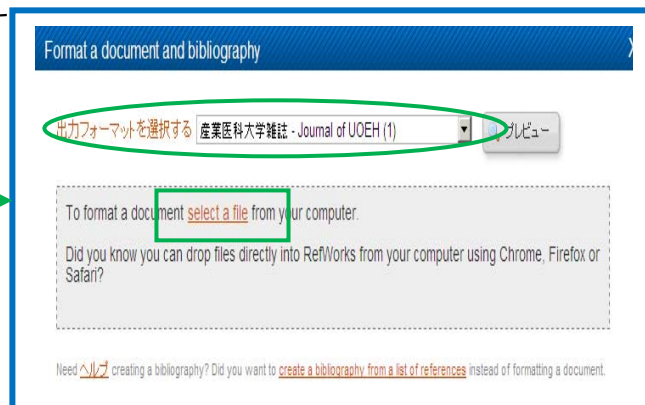 Format a document and bibliography
出力フォーマットを選択する 産業医科大学雑誌 - Journal of UOEH (1) プレビュー
To format a document select a file from your computer.
Did you know you can drop files directly into RefWorks from your computer using Chrome, Firefox or
Safari?
Need ヘルプ creating a bibliography? Did you want to create a bibliography from a list of references instead of formatting a document.